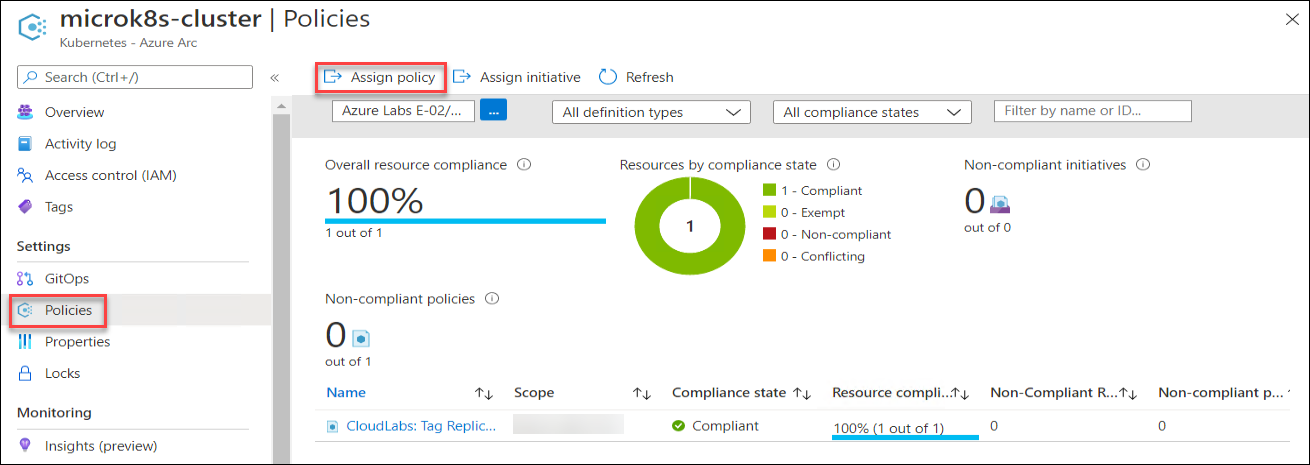 microk8s-cluster | Policies
Kubernetes - Azure Arc
Search (Ctrl+/)
«
Assign policy
Assign initiative
Refresh
Overview
Activity log
Access control (IAM)
Tags
Settings
GitOps
Policies
Properties
Locks
Monitoring
Insights (preview)
Azure Labs E-02/...
...
All definition types
All compliance states
Filter by name or ID...
Overall resource compliance
100%
1 out of 1
Resources by compliance state
1
1 - Compliant
0 - Exempt
0 - Non-compliant
0 - Conflicting
Non-compliant initiatives
0
out of 0
Non-compliant policies
0
out of 1
Name Scope Compliance state Resource compli... Non-Compliant R... Non-compliant p...
CloudLabs: Tag Replic... Compliant 100% (1 out of 1) 0 0